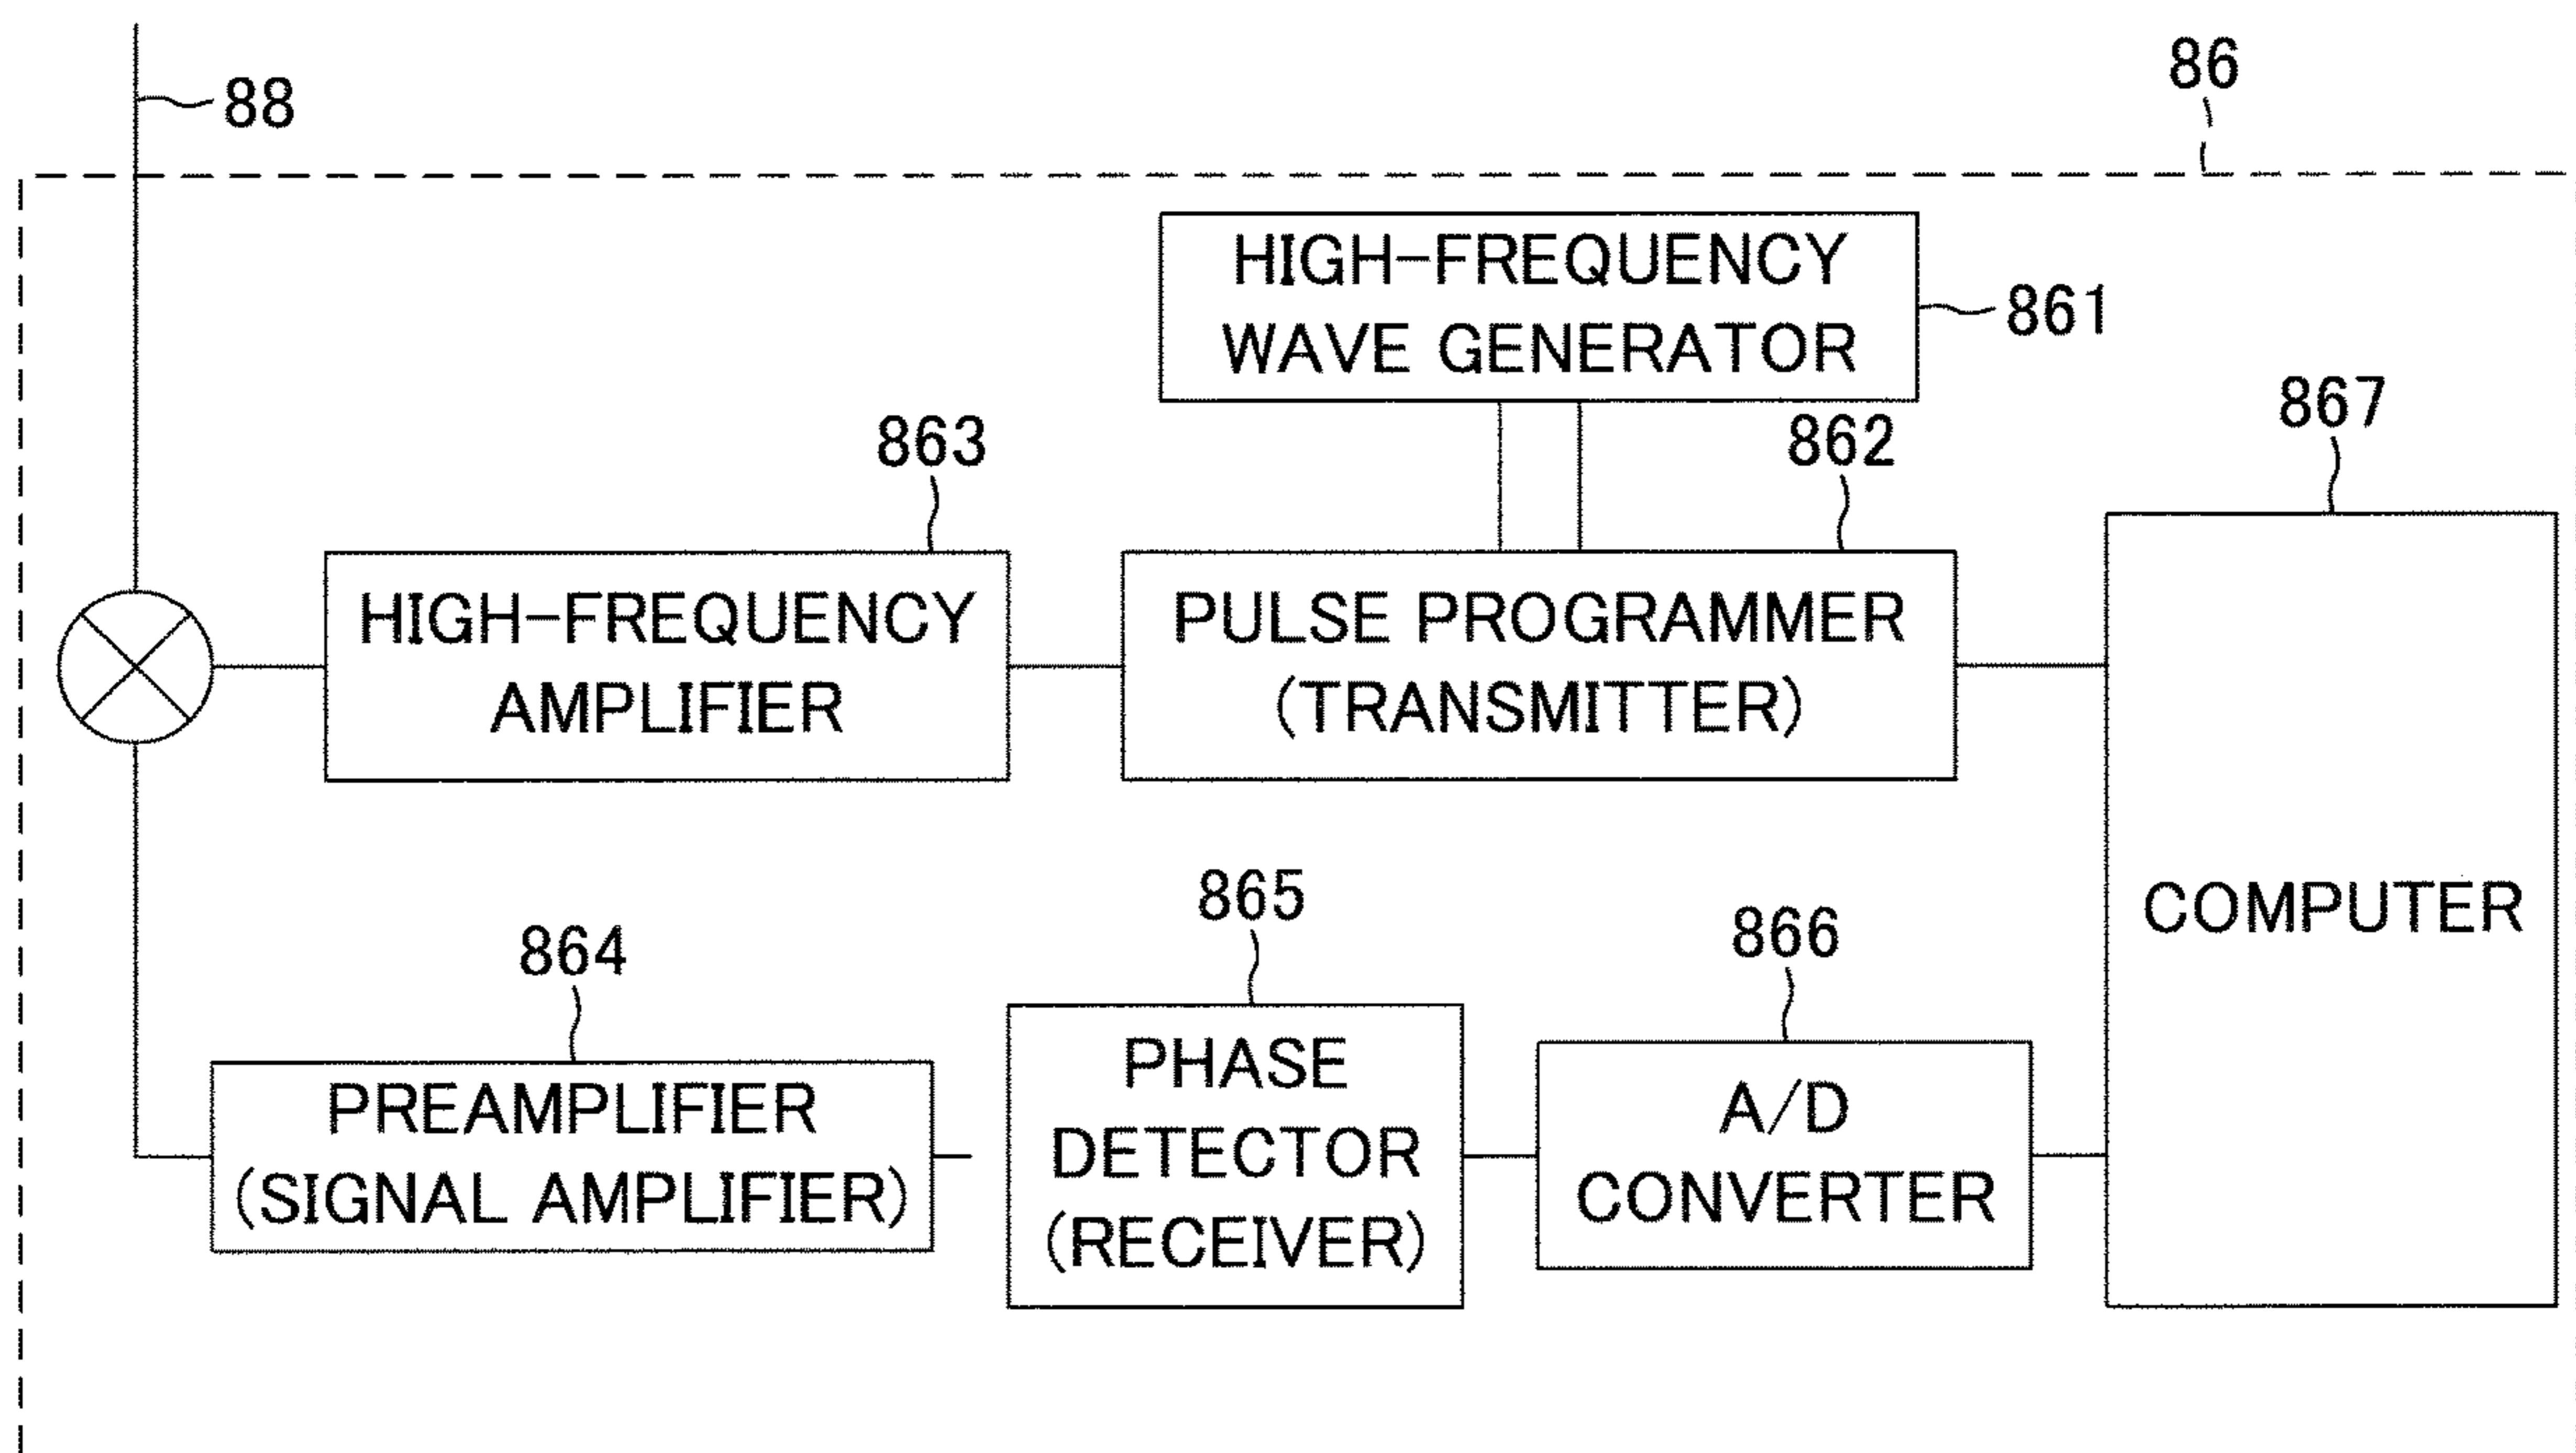 88
86
HIGH-FREQUENCY
WAVE GENERATOR
861
863
862
867
HIGH-FREQUENCY
AMPLIFIER
PULSE PROGRAMMER
(TRANSMITTER)
COMPUTER
864
865
866
PREAMPLIFIER
(SIGNAL AMPLIFIER)
PHASE
DETECTOR
(RECEIVER)
A/D
CONVERTER